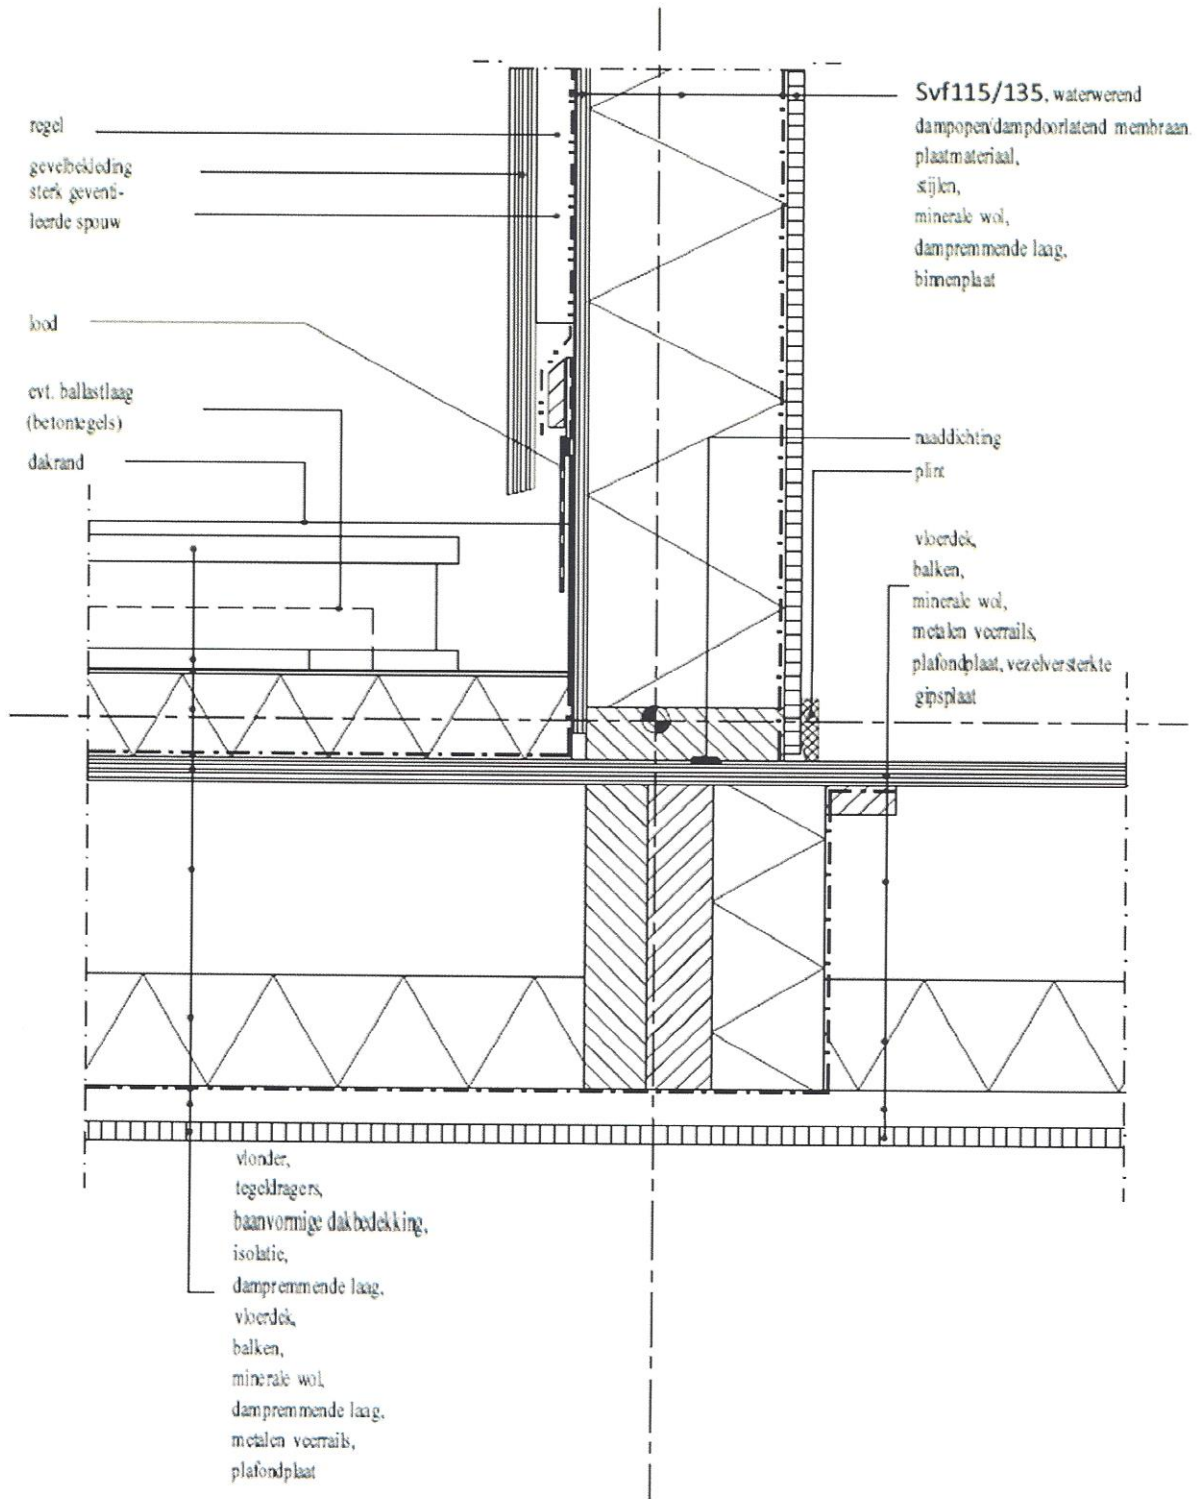 regel
gevelbekleding
sterk geventi-
leerde spouw
lood
evt. ballastlaag
(betontegels)
dakrand
Svf115/135, waterwerend
dampopen/dampdoorlatend membraan.
plaatmateriaal,
stijlen,
minerale wol,
dampremmende laag,
binnenplaat
naaddichting
plint
vloerdek,
balken,
minerale wol,
metalen veerrails,
plafondplaat, vezelversterkte
gipsplaat
vlonder,
tegeldragers,
baanvormige dakbedekking,
isolatie,
dampremmende laag,
vloerdek,
balken,
minerale wol,
dampremmende laag,
metalen veerrails,
plafondplaat